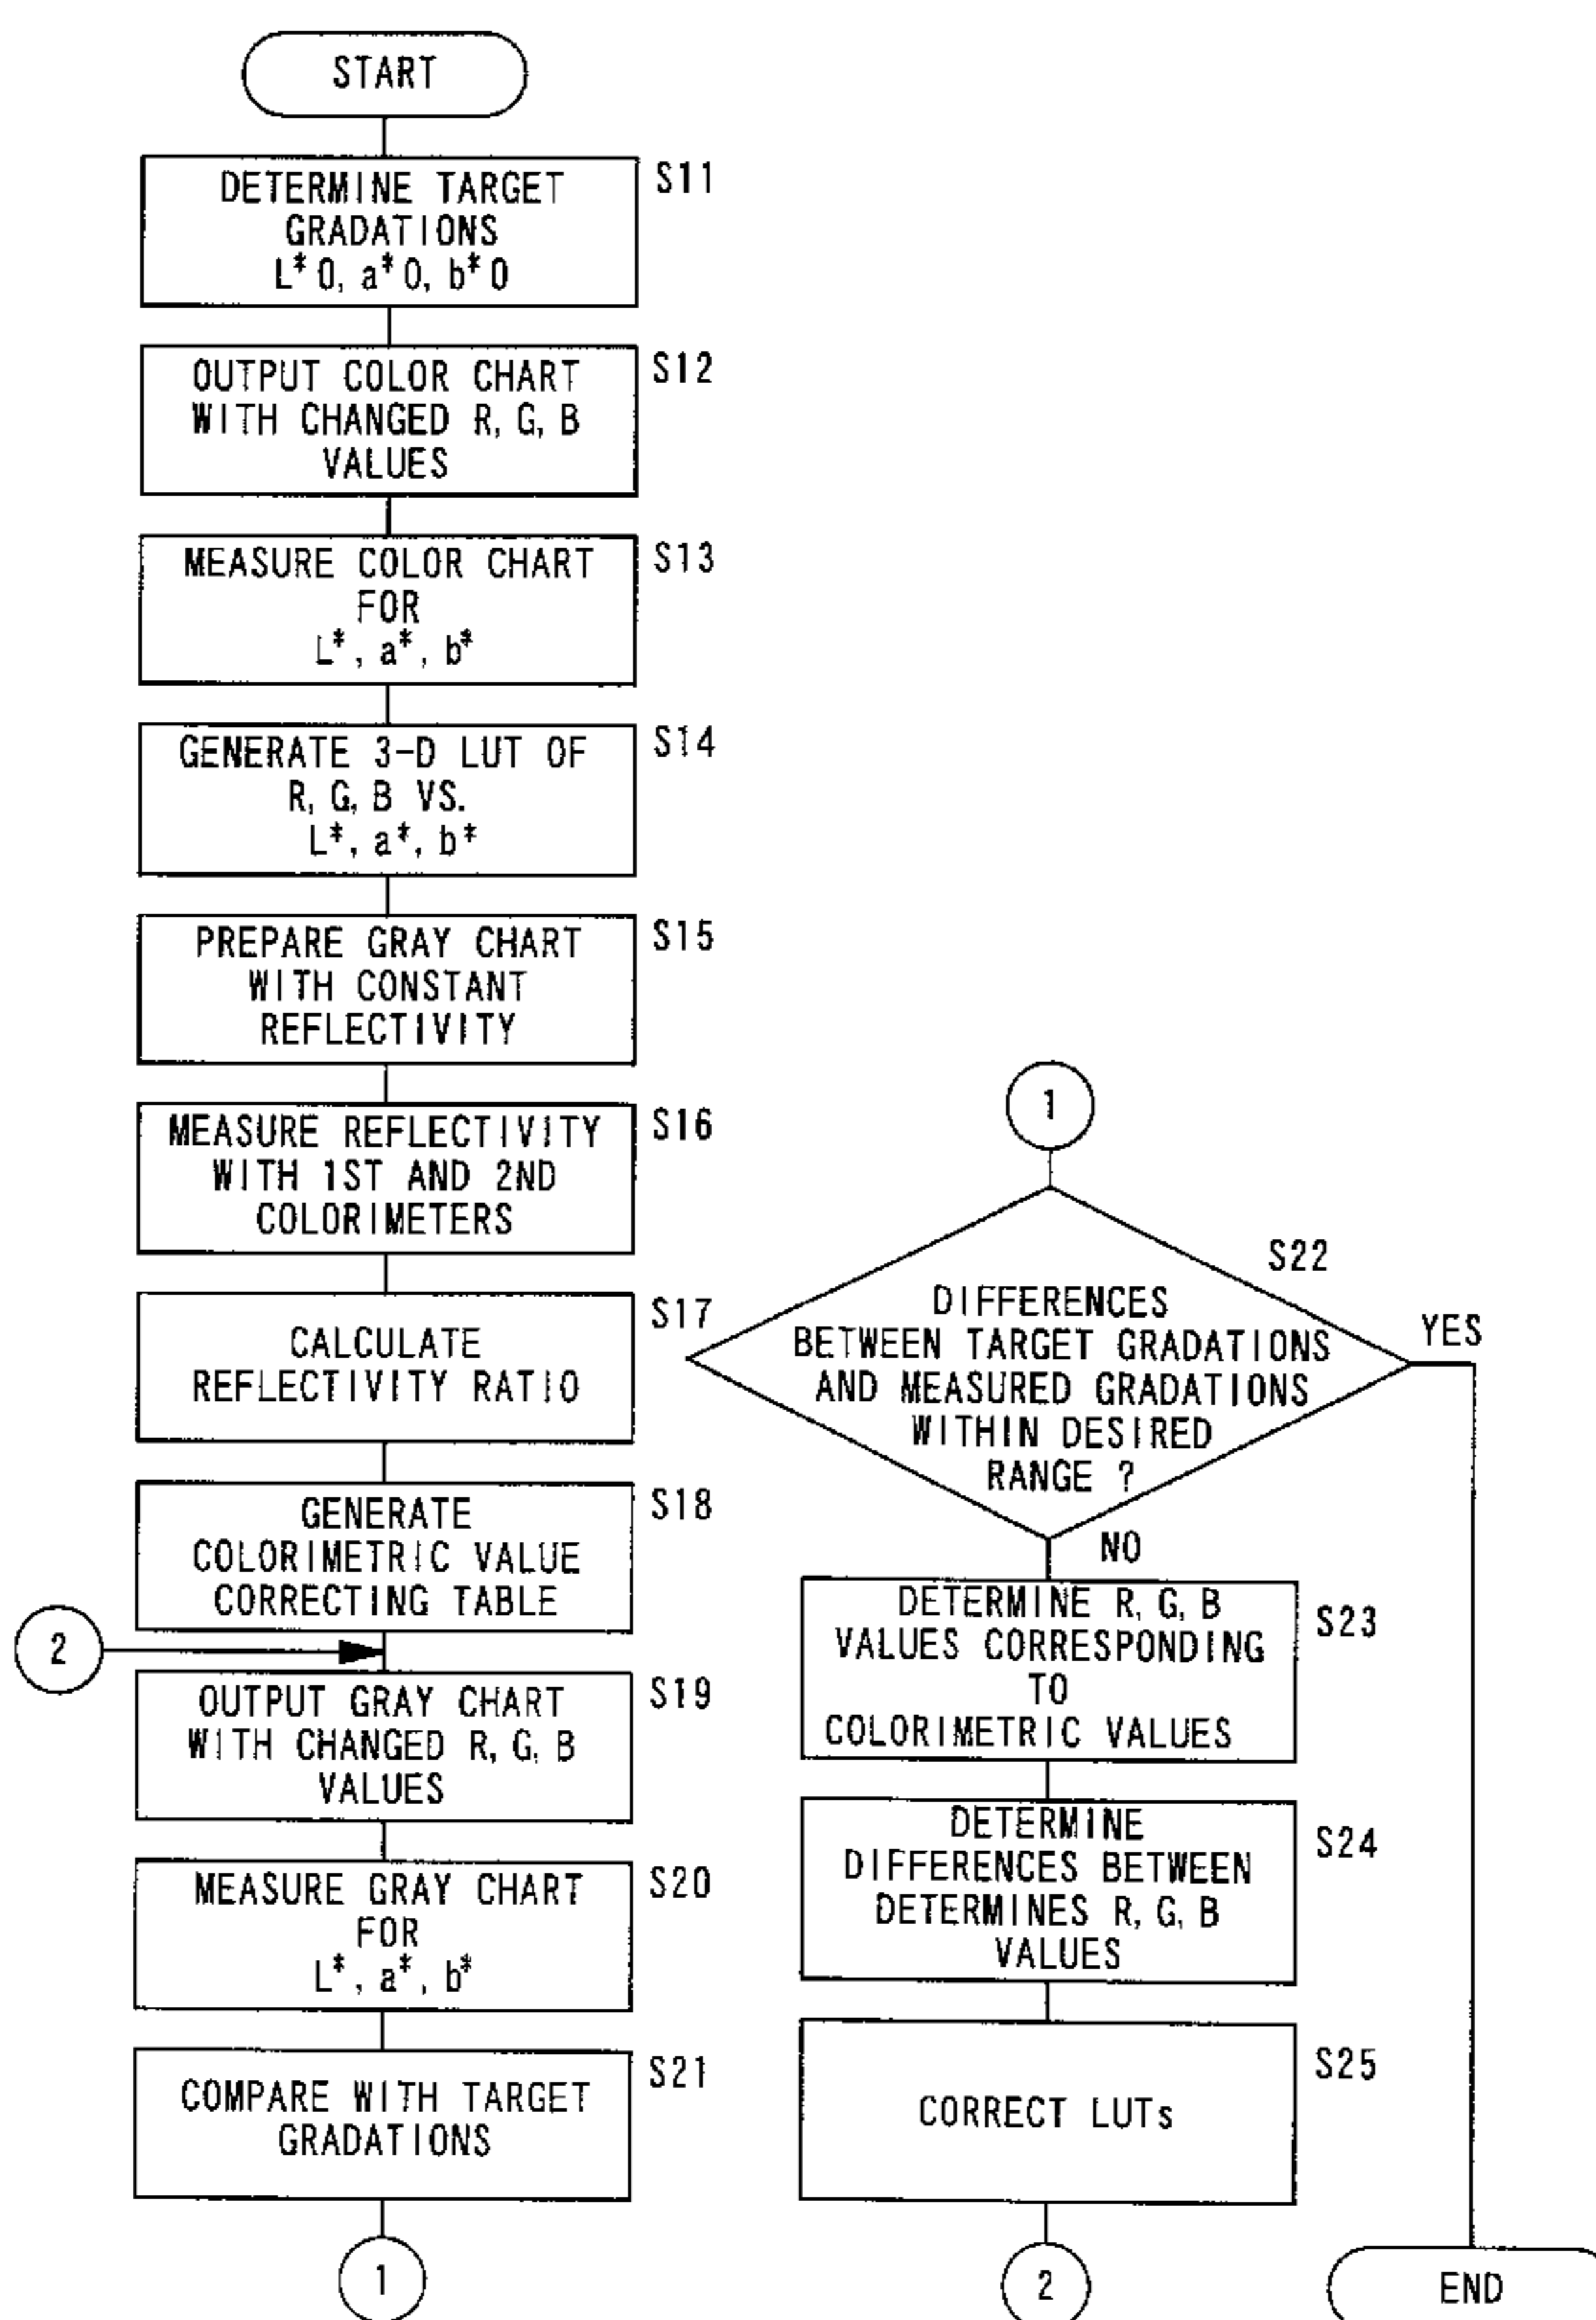 START
DETERMINE TARGET
GRADATIONS
L*0, a*0, b*0
S11
OUTPUT COLOR CHART
WITH CHANGED R, G, B
VALUES
S12
MEASURE COLOR CHART
FOR
L*, a*, b*
S13
GENERATE 3-D LUT OF
R, G, B VS.
L*, a*, b*
S14
PREPARE GRAY CHART
WITH CONSTANT
REFLECTIVITY
S15
MEASURE REFLECTIVITY
WITH 1ST AND 2ND
COLORIMETERS
S16
CALCULATE
REFLECTIVITY RATIO
S17
GENERATE
COLORIMETRIC VALUE
CORRECTING TABLE
S18
2
OUTPUT GRAY CHART
WITH CHANGED R, G, B
VALUES
S19
MEASURE GRAY CHART
FOR
L*, a*, b*
S20
COMPARE WITH TARGET
GRADATIONS
S21
1
1
S22
DIFFERENCES
BETWEEN TARGET GRADATIONS
AND MEASURED GRADATIONS
WITHIN DESIRED
RANGE ?
YES
NO
DETERMINE R, G, B
VALUES CORRESPONDING
TO
COLORIMETRIC VALUES
S23
DETERMINE
DIFFERENCES BETWEEN
DETERMINES R, G, B
VALUES
S24
CORRECT LUTs
S25
2
END